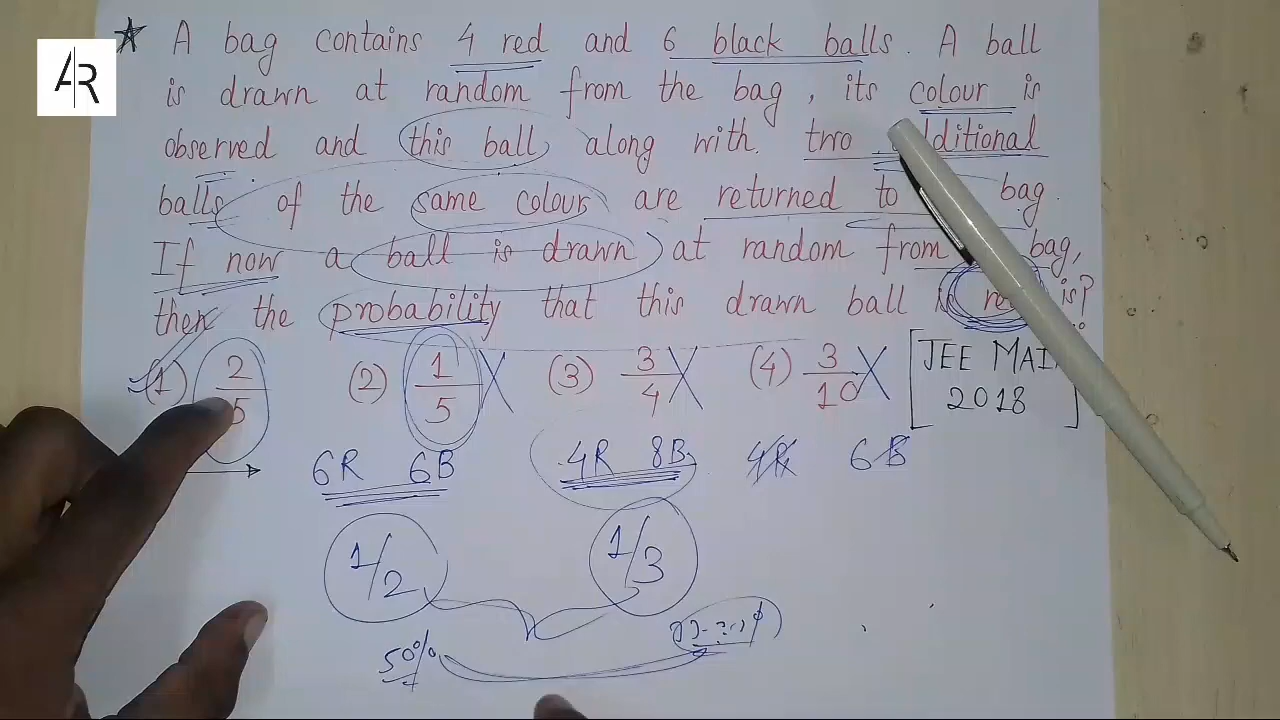 AR
A bag contains 4 red and 6 black balls. A ball
is drawn at random from the bag, its colour is
observed and this ball along with two additional
balls of the same colour are returned to bag.
If now a ball is drawn at random from bag,
then the probability that this drawn ball is is?
(1) 2/5 (2) 1/5 (3) 3/4 (4) 3/10 [JEE MAI
2018]
6R 6B 4R 8B 4R 6B
1/2 1/3
50%